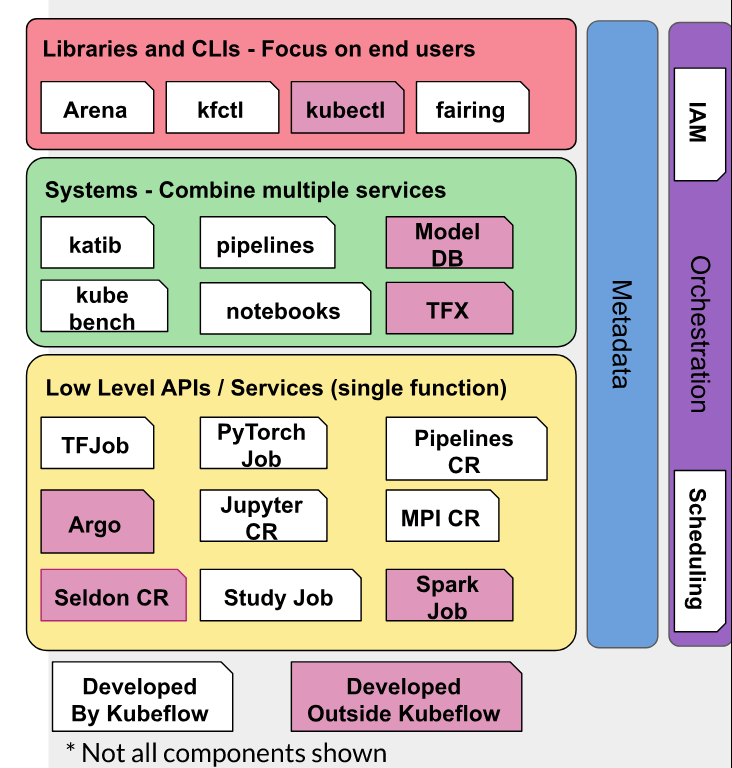 Libraries and CLIs - Focus on end users
Arena
kfctl
kubectl
fairing
Systems - Combine multiple services
katib
pipelines
Model
DB
kube
bench
notebooks
TFX
Low Level APIs / Services (single function)
TFJob
PyTorch
Job
Pipelines
CR
Argo
Jupyter
CR
MPI CR
Seldon CR
Study Job
Spark
Job
Metadata
IAM
Orchestration
Scheduling
Developed
By Kubeflow
Developed
Outside Kubeflow
* Not all components shown